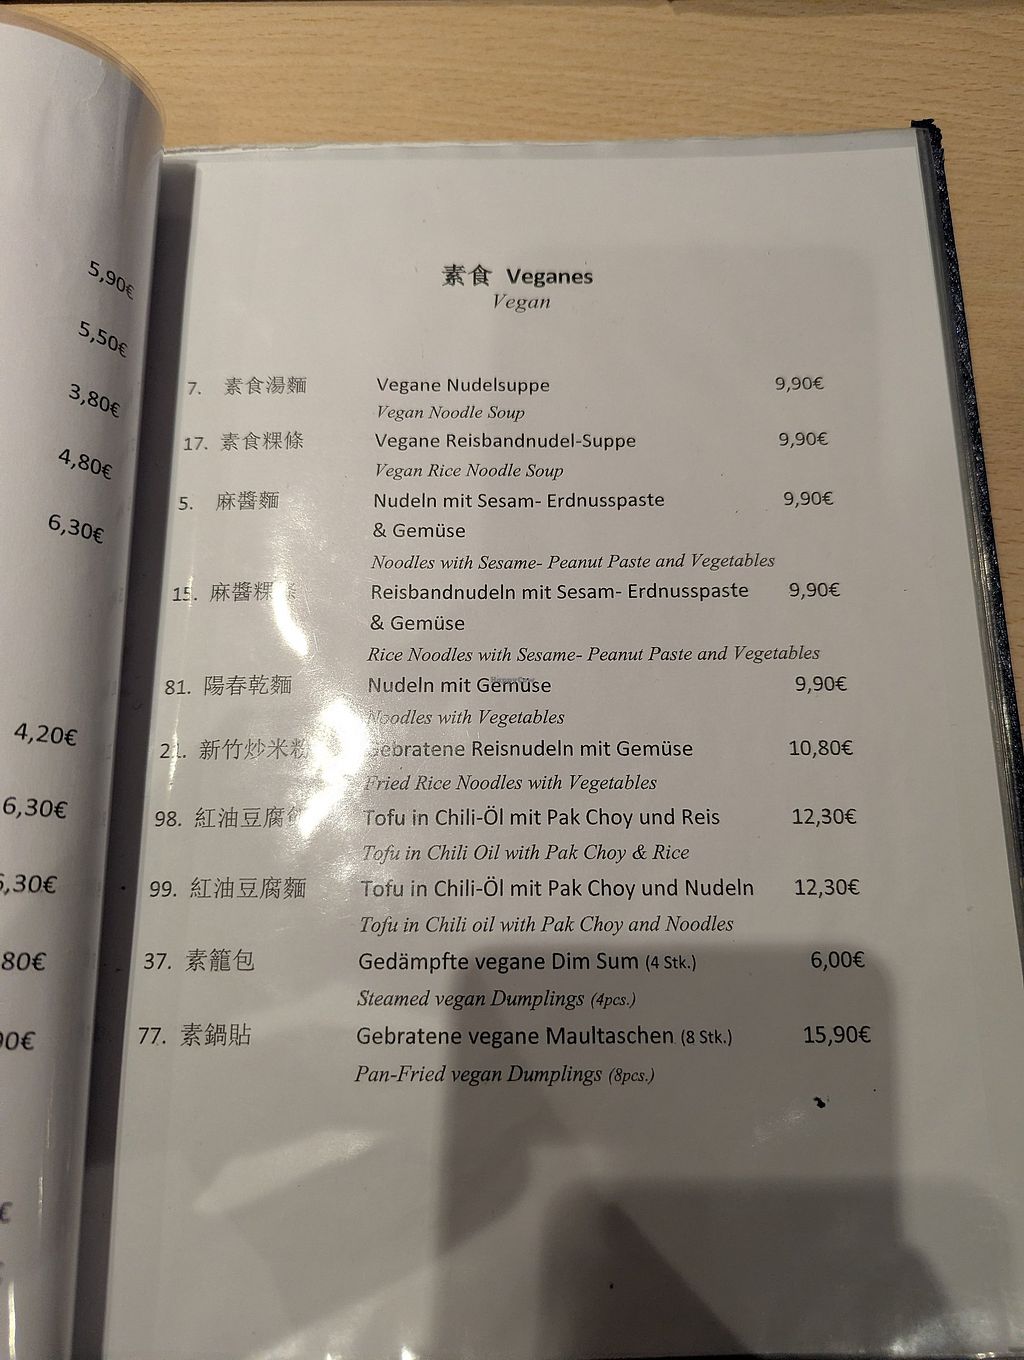 5,90€
5,50€
3,80€
4,80€
6,30€
4,20€
6,30€
,30€
80€
0€
€
素食 Veganes
Vegan
7. 素食湯麵 Vegane Nudelsuppe 9,90€
Vegan Noodle Soup
17. 素食粿條 Vegane Reisbandnudel-Suppe 9,90€
Vegan Rice Noodle Soup
5. 麻醬麵 Nudeln mit Sesam- Erdnusspaste 9,90€
& Gemüse
Noodles with Sesame- Peanut Paste and Vegetables
15. 麻醬粿條 Reisbandnudeln mit Sesam- Erdnusspaste 9,90€
& Gemüse
Rice Noodles with Sesame- Peanut Paste and Vegetables
81. 陽春乾麵 Nudeln mit Gemüse 9,90€
Noodles with Vegetables
21. 新竹炒米粉 Gebratene Reisnudeln mit Gemüse 10,80€
Fried Rice Noodles with Vegetables
98. 紅油豆腐 Tofu in Chili-Öl mit Pak Choy und Reis 12,30€
Tofu in Chili Oil with Pak Choy & Rice
99. 紅油豆腐麵 Tofu in Chili-Öl mit Pak Choy und Nudeln 12,30€
Tofu in Chili oil with Pak Choy and Noodles
37. 素籠包 Gedämpfte vegane Dim Sum (4 Stk.) 6,00€
Steamed vegan Dumplings (4pcs.)
77. 素鍋貼 Gebratene vegane Maultaschen (8 Stk.) 15,90€
Pan-Fried vegan Dumplings (8pcs.)